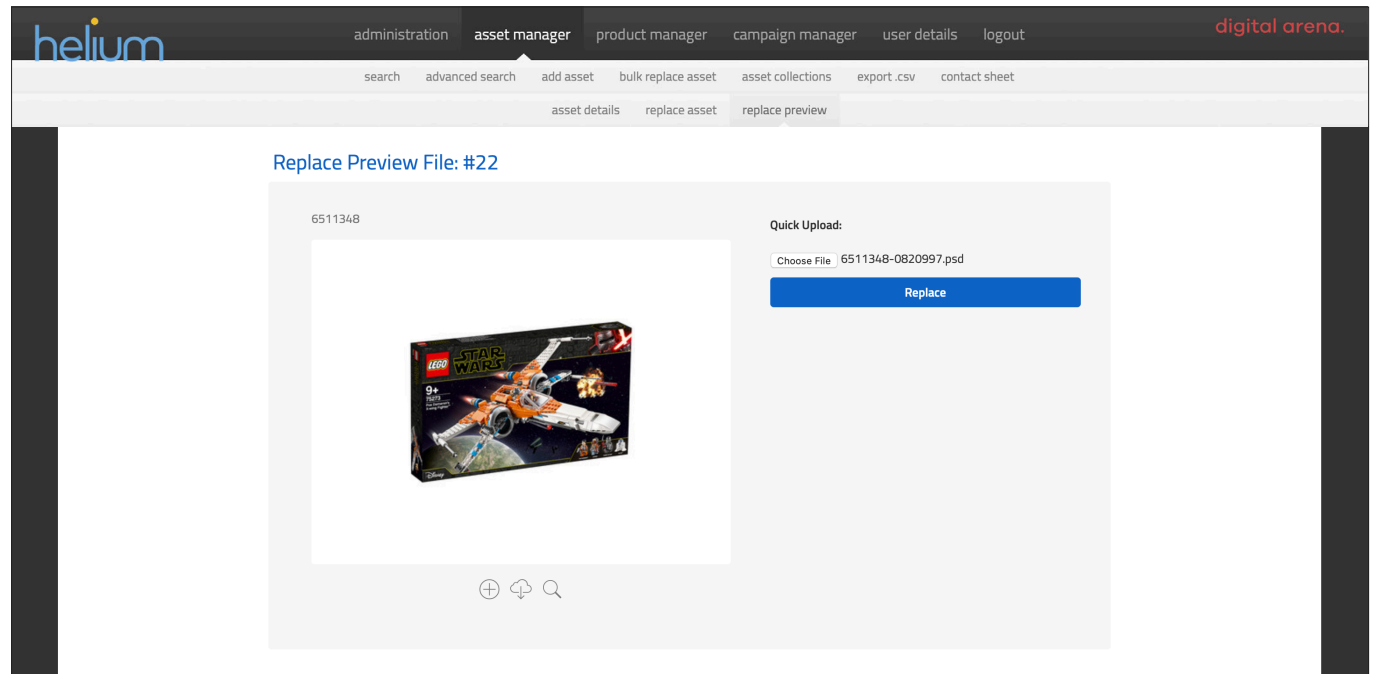 helium
administration asset manager product manager campaign manager user details logout
digital arena.
search advanced search add asset bulk replace asset asset collections export .csv contact sheet
asset details replace asset replace preview
Replace Preview File: #22
6511348
Quick Upload:
Choose File 6511348-0820997.psd
Replace
LEGO
STAR
WARS
9+
75273
Disney